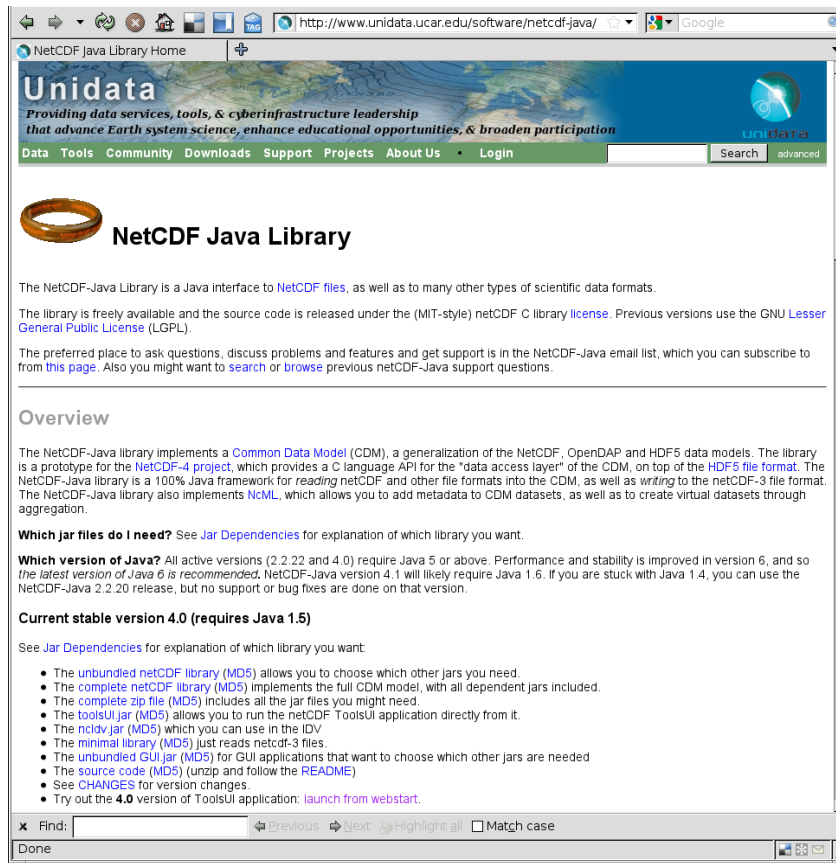 TAG
http://www.unidata.ucar.edu/software/netcdf-java/
Google
NetCDF Java Library Home
Unidata
Providing data services, tools, & cyberinfrastructure leadership
that advance Earth system science, enhance educational opportunities, & broaden participation
unidata
Data Tools Community Downloads Support Projects About Us • Login Search advanced
NetCDF Java Library
The NetCDF-Java Library is a Java interface to NetCDF files, as well as to many other types of scientific data formats.
The library is freely available and the source code is released under the (MIT-style) netCDF C library license. Previous versions use the GNU Lesser
General Public License (LGPL).
The preferred place to ask questions, discuss problems and features and get support is in the NetCDF-Java email list, which you can subscribe to
from this page. Also you might want to search or browse previous netCDF-Java support questions.
Overview
The NetCDF-Java library implements a Common Data Model (CDM), a generalization of the NetCDF, OpenDAP and HDF5 data models. The library
is a prototype for the NetCDF-4 project, which provides a C language API for the "data access layer" of the CDM, on top of the HDF5 file format. The
NetCDF-Java library is a 100% Java framework for reading netCDF and other file formats into the CDM, as well as writing to the netCDF-3 file format.
The NetCDF-Java library also implements NcML, which allows you to add metadata to CDM datasets, as well as to create virtual datasets through
aggregation.
Which jar files do I need? See Jar Dependencies for explanation of which library you want.
Which version of Java? All active versions (2.2.22 and 4.0) require Java 5 or above. Performance and stability is improved in version 6, and so
the latest version of Java 6 is recommended. NetCDF-Java version 4.1 will likely require Java 1.6. If you are stuck with Java 1.4, you can use the
NetCDF-Java 2.2.20 release, but no support or bug fixes are done on that version.
Current stable version 4.0 (requires Java 1.5)
See Jar Dependencies for explanation of which library you want:
• The unbundled netCDF library (MD5) allows you to choose which other jars you need.
• The complete netCDF library (MD5) implements the full CDM model, with all dependent jars included.
• The complete zip file (MD5) includes all the jar files you might need.
• The toolsUI.jar (MD5) allows you to run the netCDF ToolsUI application directly from it.
• The ncIdv.jar (MD5) which you can use in the IDV
• The minimal library (MD5) just reads netcdf-3 files.
• The unbundled GUI.jar (MD5) for GUI applications that want to choose which other jars are needed
• The source code (MD5) (unzip and follow the README)
• See CHANGES for version changes.
• Try out the 4.0 version of ToolsUI application: launch from webstart.
x Find: Previous Next Highlight all Match case
Done